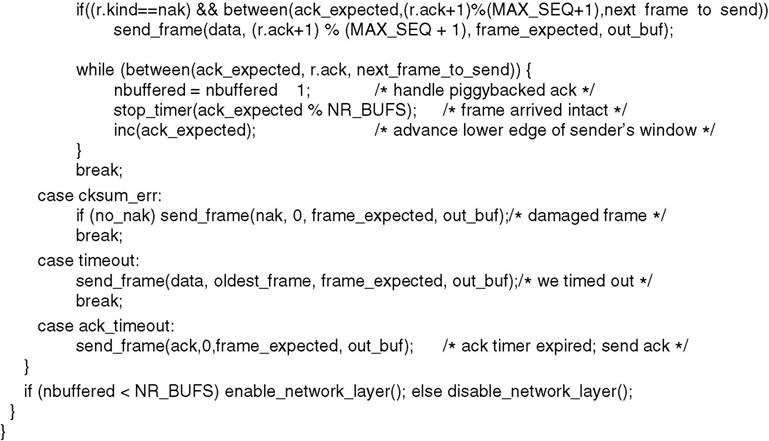 if((r.kind==nak) && between(ack_expected,(r.ack+1)%(MAX_SEQ+1),next frame to send))
send_frame(data, (r.ack+1) % (MAX_SEQ + 1), frame_expected, out_buf);
while (between(ack_expected, r.ack, next_frame_to_send)) {
nbuffered = nbuffered 1; /* handle piggybacked ack */
stop_timer(ack_expected % NR_BUFS); /* frame arrived intact */
inc(ack_expected); /* advance lower edge of sender's window */
}
break;
case cksum_err:
if (no_nak) send_frame(nak, 0, frame_expected, out_buf);/* damaged frame */
break;
case timeout:
send_frame(data, oldest_frame, frame_expected, out_buf);/* we timed out */
break;
case ack_timeout:
send_frame(ack,0,frame_expected, out_buf); /* ack timer expired; send ack */
}
if (nbuffered < NR_BUFS) enable_network_layer(); else disable_network_layer();
}
}